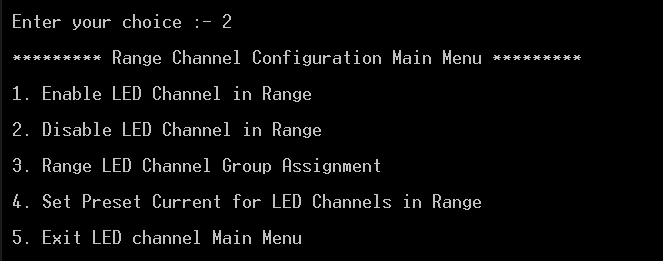 Enter your choice :- 2
********* Range Channel Configuration Main Menu *********
1. Enable LED Channel in Range
2. Disable LED Channel in Range
3. Range LED Channel Group Assignment
4. Set Preset Current for LED Channels in Range
5. Exit LED channel Main Menu